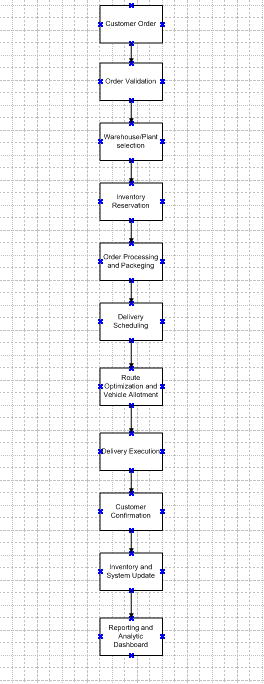 Customer Order
Order Validation
Warehouse/Plant
selection
Inventory
Reservation
Order Processing
and Packeging
Delivery
Scheduling
Route
Optimization and
Vehicle Allotment
Delivery Execution
Customer
Confirmation
Inventory and
System Update
Reporting and
Analytic
Dashboard